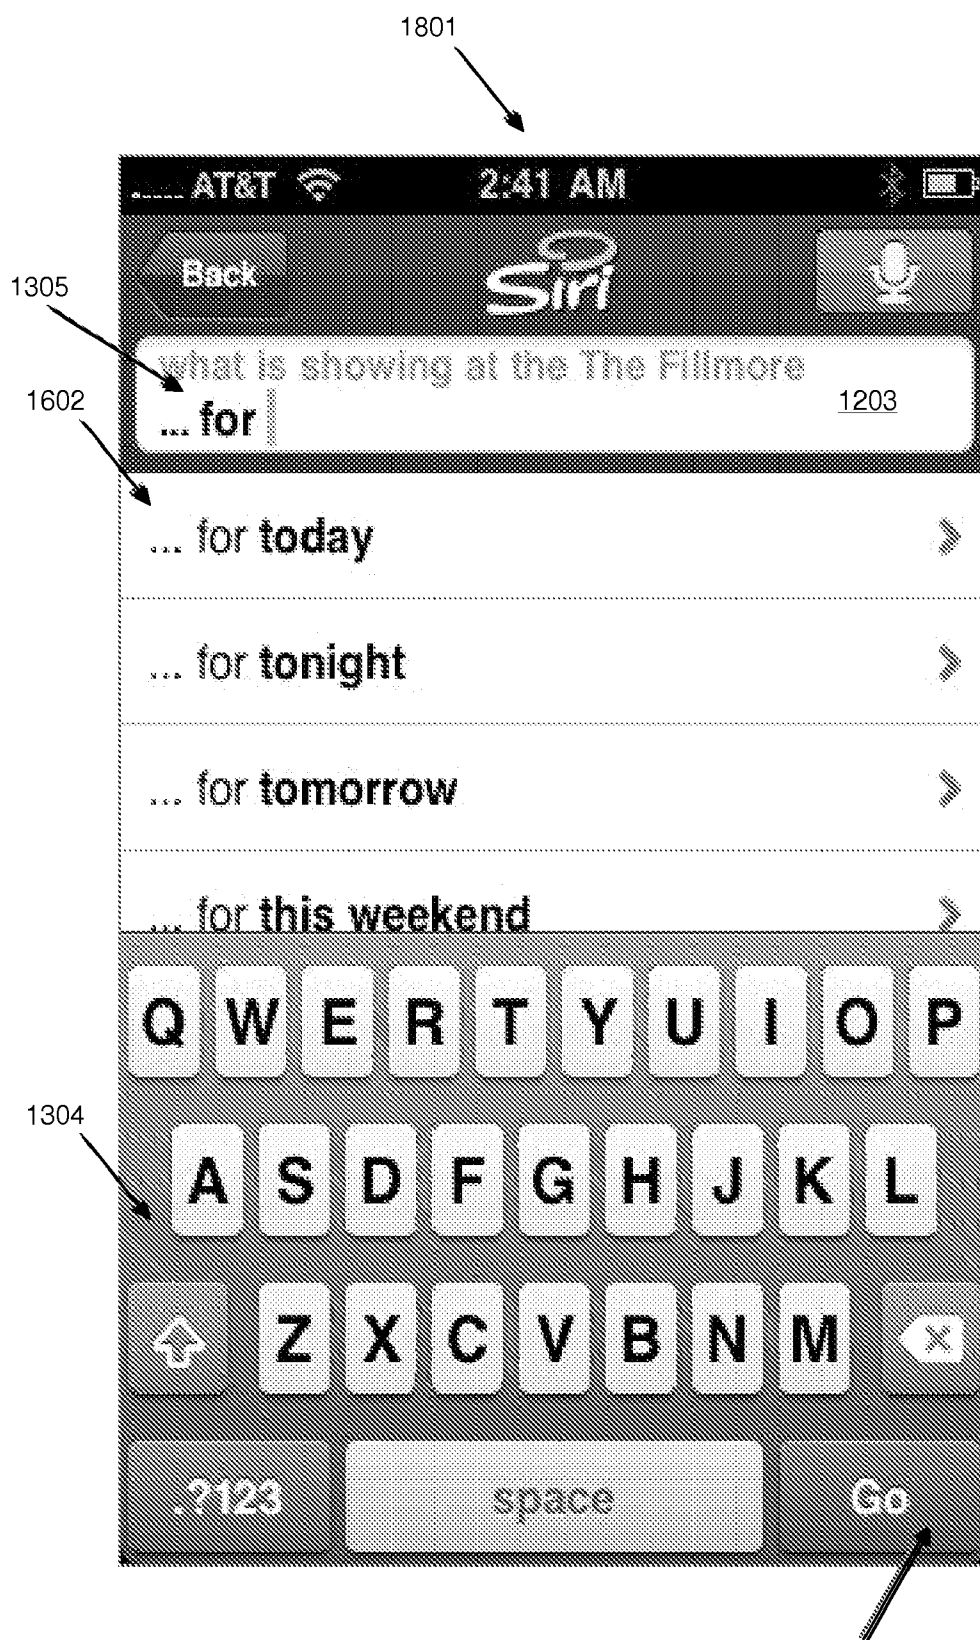 1801
AT&T 2:41 AM
Back Siri
1305
what is showing at the The Fillmore
1602
... for
1203
... for today
... for tonight
... for tomorrow
... for this weekend
Q W E R T Y U I O P
1304
A S D F G H J K L
Z X C V B N M
.?123 space Go